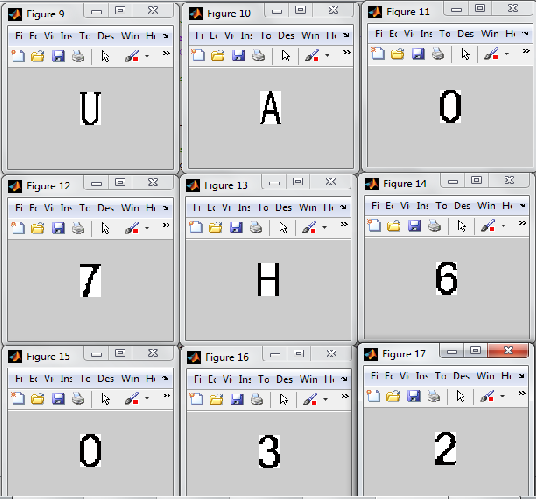 Figure 9
Fi Ec Vi Ins To Des Win He
U
Figure 10
Fi Ec Vi Ins To Des Win He
A
Figure 11
Fi Ec Vi Ins To Des Win He
0
Figure 12
Fi Ec Vi Ins To Des Win He
7
Figure 13
Fi Ec Vi Ins To Des Win He
H
Figure 14
Fi Ec Vi Ins To Des Win He
6
Figure 15
Fi Ec Vi Ins To Des Win He
0
Figure 16
Fi Ec Vi Ins To Des Win He
3
Figure 17
Fi Ec Vi Ins To Des Win He
2